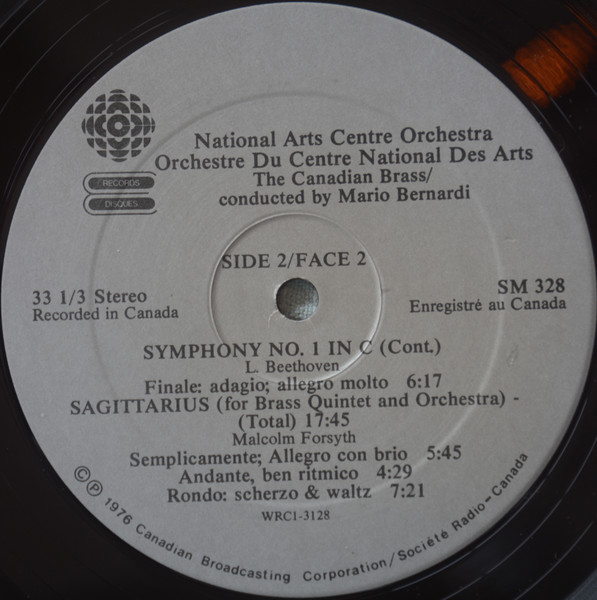 National Arts Centre Orchestra
Orchestre Du Centre National Des Arts
The Canadian Brass/
conducted by Mario Bernardi
RECORDS
DISQUES
SIDE 2/FACE 2
33 1/3 Stereo
Recorded in Canada
SM 328
Enregistré au Canada
SYMPHONY NO. 1 IN C (Cont.)
L. Beethoven
Finale: adagio; allegro molto 6:17
SAGITTARIUS (for Brass Quintet and Orchestra) -
(Total) 17:45
Malcolm Forsyth
Semplicamente; Allegro con brio 5:45
Andante, ben ritmico 4:29
Rondo: scherzo & waltz 7:21
WRC1-3128
©℗ 1976 Canadian Broadcasting Corporation/Société Radio-Canada